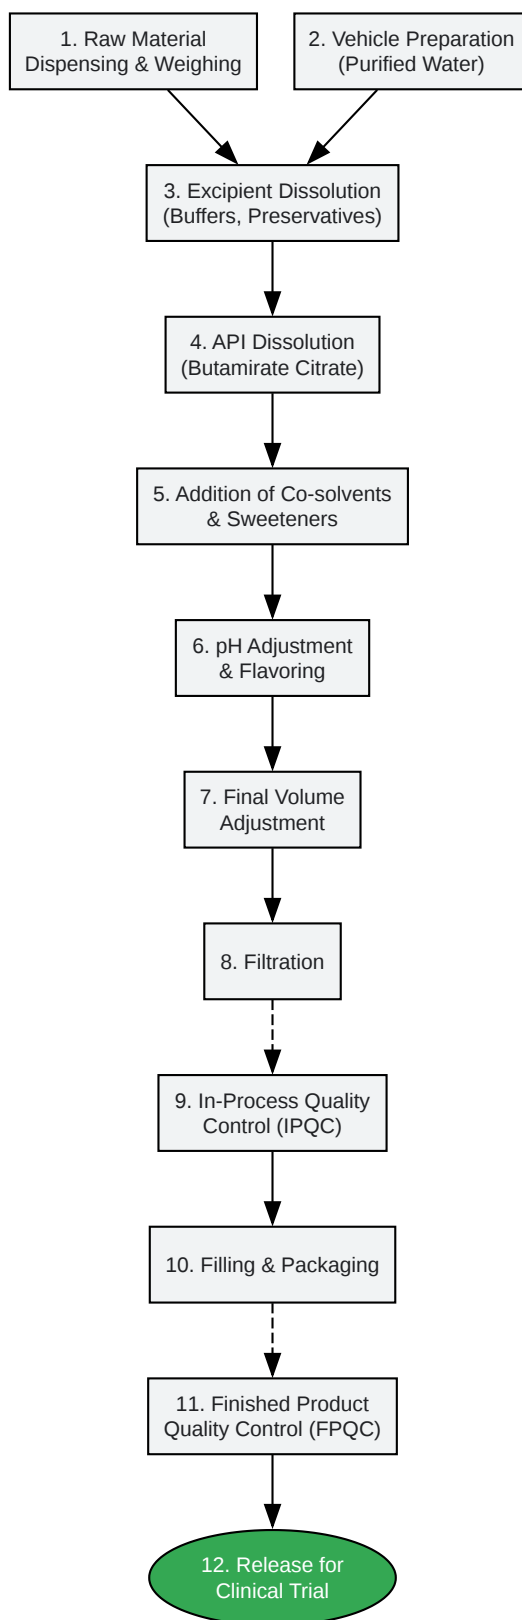 1. Raw Material
Dispensing & Weighing
2. Vehicle Preparation
(Purified Water)
3. Excipient Dissolution
(Buffers, Preservatives)
4. API Dissolution
(Butamirate Citrate)
5. Addition of Co-solvents
& Sweeteners
6. pH Adjustment
& Flavoring
7. Final Volume
Adjustment
8. Filtration
9. In-Process Quality
Control (IPQC)
10. Filling & Packaging
11. Finished Product
Quality Control (FPQC)
12. Release for
Clinical Trial